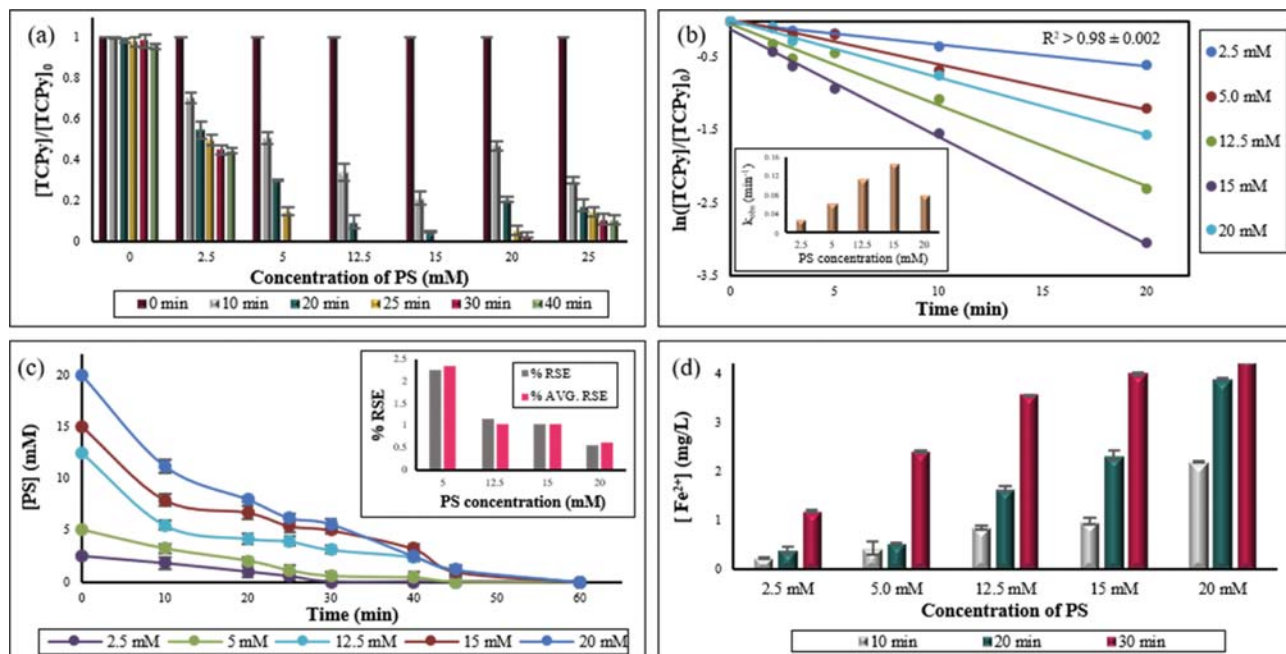 (a)
[TCPy]/[TCPy]0
1
0.8
0.6
0.4
0.2
0
0 2.5 5 12.5 15 20 25
Concentration of PS (mM)
0 min 10 min 20 min 25 min 30 min 40 min
(b)
R² > 0.98 ± 0.002
ln([TCPy]/[TCPy]0)
-0.5
-1.5
-2.5
-3.5
0 5 10 15 20
Time (min)
2.5 mM
5.0 mM
12.5 mM
15 mM
20 mM
kobs (min-1)
0.16
0.12
0.08
0.04
0
2.5 5 12.5 15 20
PS concentration (mM)
(c)
[PS] (mM)
20
15
10
5
0
0 10 20 30 40 50 60
Time (min)
2.5 mM 5 mM 12.5 mM 15 mM 20 mM
% RSE
2.5
2
1.5
1
0.5
0
5 12.5 15 20
PS concentration (mM)
% RSE
% AVG. RSE
(d)
[ Fe2+] (mg/L)
4
3
2
1
0
2.5 mM 5.0 mM 12.5 mM 15 mM 20 mM
Concentration of PS
10 min 20 min 30 min